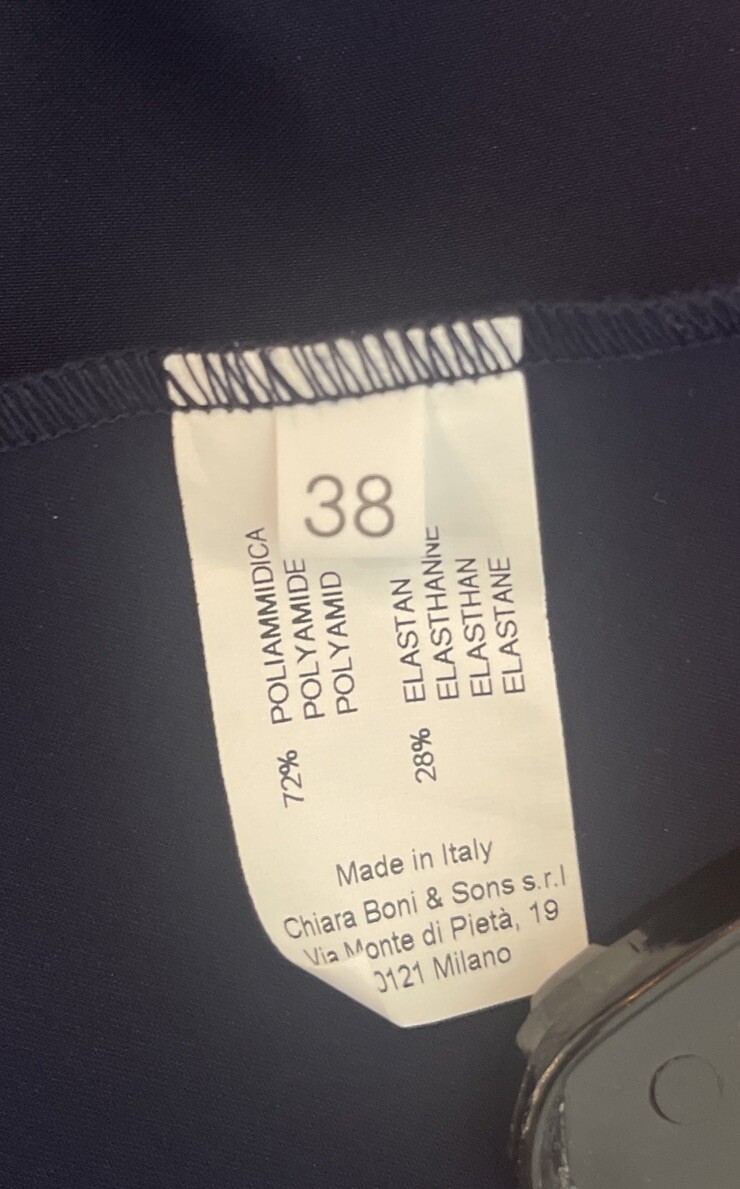 38
72% POLIAMMIDICA
POLYAMIDE
POLYAMID
28% ELASTAN
ELASTHANNE
ELASTHAN
ELASTANE
Made in Italy
Chiara Boni & Sons s.r.l
Via Monte di Pietà, 19
0121 Milano